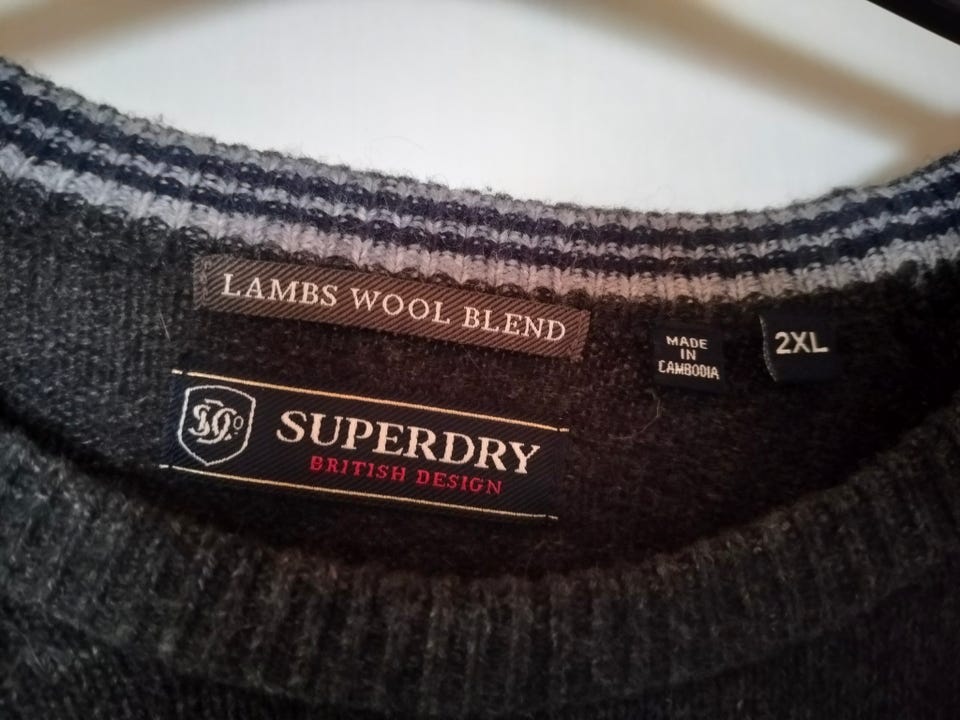 LAMBS WOOL BLEND
MADE
IN
CAMBODIA
2XL
SUPERDRY
BRITISH DESIGN